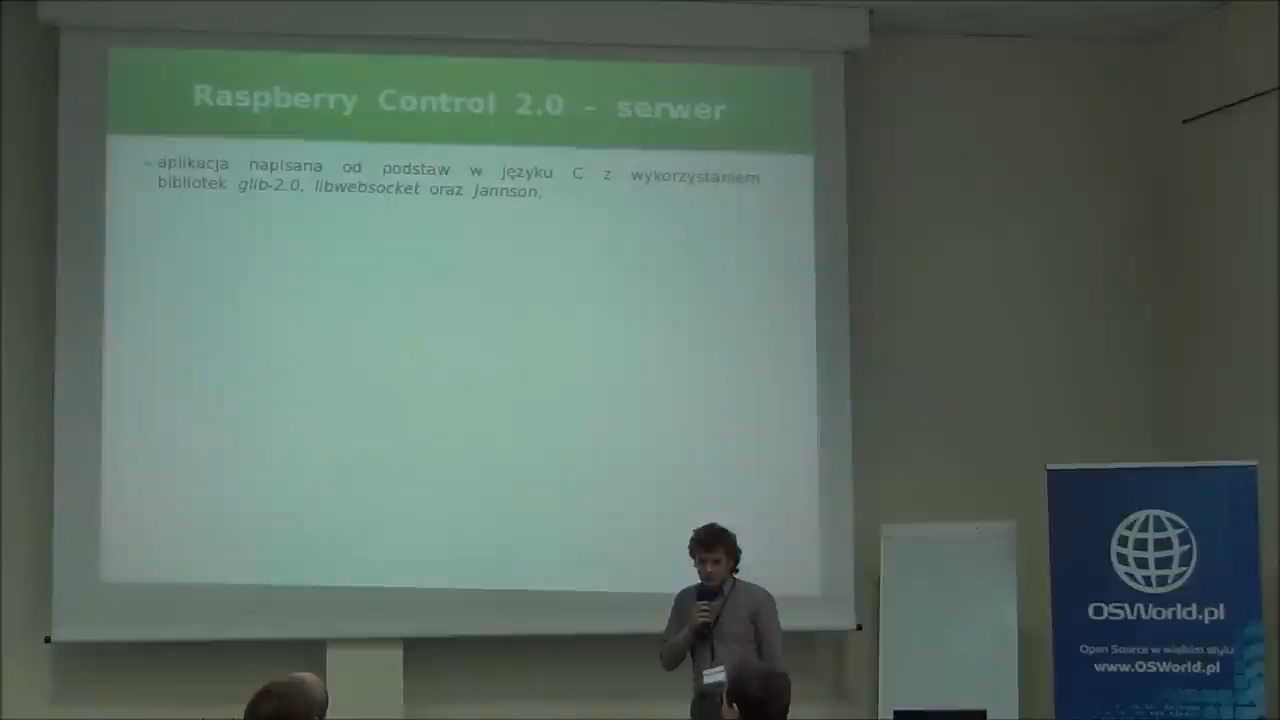 Raspberry Control 2.0 – serwer
– aplikacja napisana od podstaw w języku C z wykorzystaniem
bibliotek glib-2.0, libwebsocket oraz Jannson,
OSWorld.pl
Open Source w wielkim stylu
www.OSWorld.pl